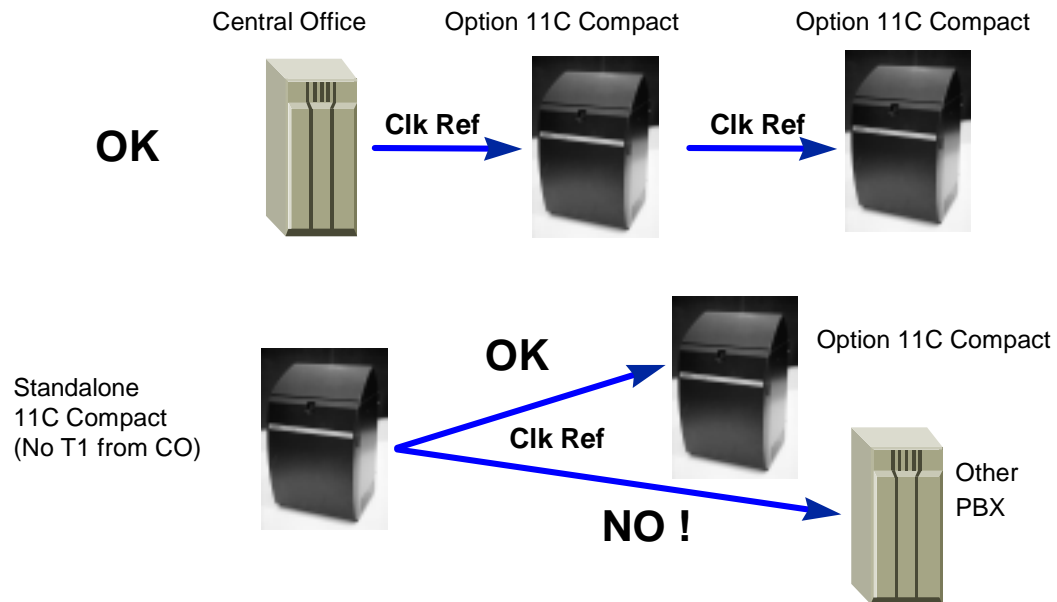 Central Office
Option 11C Compact
Option 11C Compact
OK
Clk Ref
Clk Ref
Standalone
11C Compact
(No T1 from CO)
OK
Clk Ref
NO !
Option 11C Compact
Other
PBX